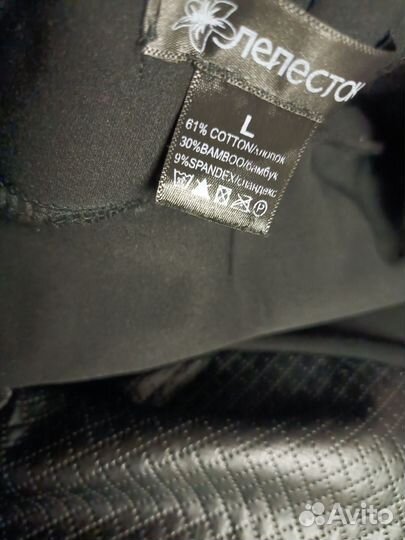 Лепесток
L
61% COTTON/хлопок
30%BAMBOO/бамбук
9%SPANDEX/спандекс
P
Avito